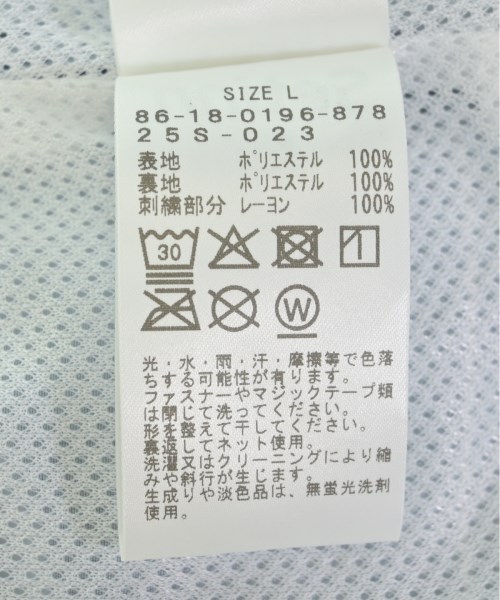 SIZE L
86-18-0196-878
25S-023
表地 ポリエステル 100%
裏地 ポリエステル 100%
刺繍部分 レーヨン 100%
30
W
光・水・雨・汗・摩擦等で色落
ちする可能性が有ります。
ファスナーやマジックテープ類
は閉じて洗ってください。
形を整えて干してください。
裏返してネット使用。
洗濯又はクリーニングにより縮
みや斜行が生じます。
生成りや淡色品は、無蛍光洗剤
使用。